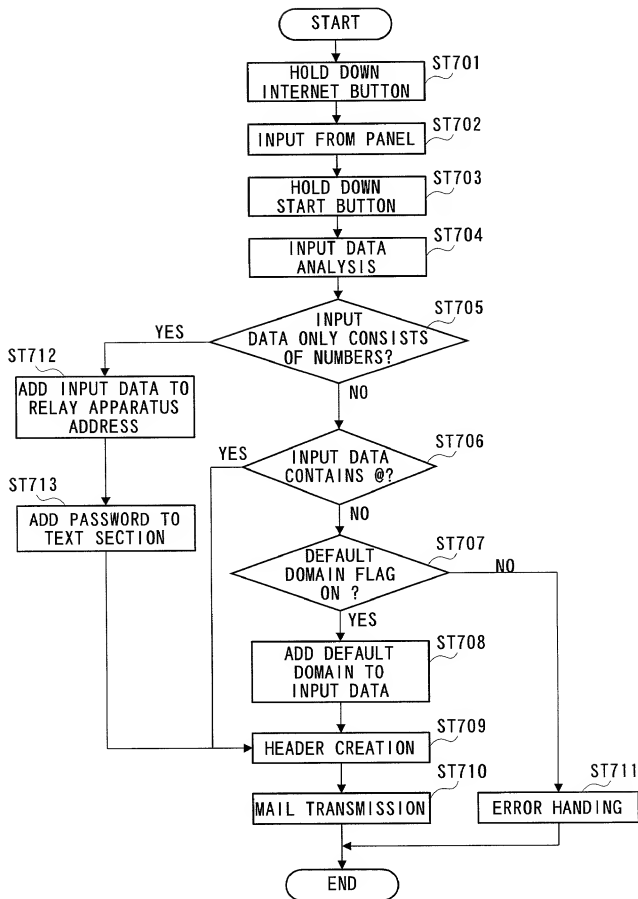 START
ST701
HOLD DOWN
INTERNET BUTTON
ST702
INPUT FROM PANEL
ST703
HOLD DOWN
START BUTTON
ST704
INPUT DATA
ANALYSIS
ST705
INPUT
DATA ONLY CONSISTS
OF NUMBERS?
YES
NO
ST712
ADD INPUT DATA TO
RELAY APPARATUS
ADDRESS
ST706
INPUT DATA
CONTAINS @?
YES
NO
ST713
ADD PASSWORD TO
TEXT SECTION
ST707
DEFAULT
DOMAIN FLAG
ON ?
NO
YES
ST708
ADD DEFAULT
DOMAIN TO
INPUT DATA
ST709
HEADER CREATION
ST710
MAIL TRANSMISSION
ST711
ERROR HANDING
END